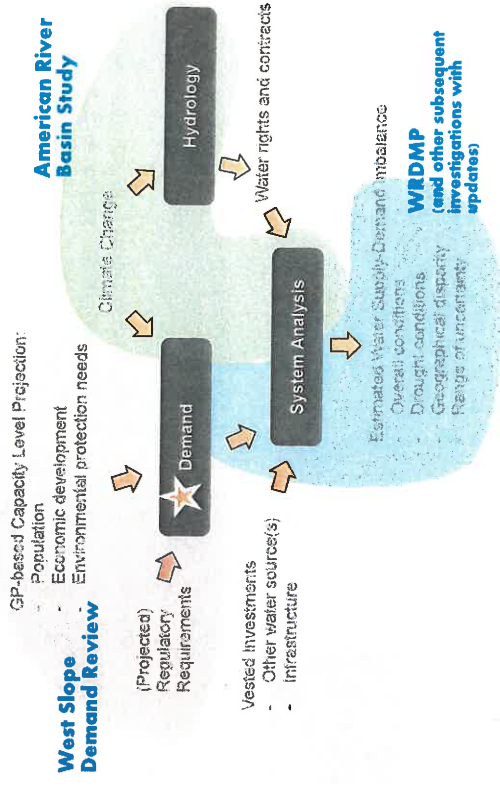 West Slope
Demand Review
GP-based Capacity Level Projection:
- Population
- Economic development
- Environmental protection needs
American River
Basin Study
Climate Change
(Projected)
Regulatory
Requirements
Demand
Hydrology
Vested Investments
- Other water source(s)
- Infrastructure
System Analysis
Water rights and contracts
Estimated Water Supply-Demand Imbalance
- Overall conditions
- Drought conditions
- Geographical disparity
- Range of uncertainty
WRDMP
(and other subsequent
investigations with
updates)